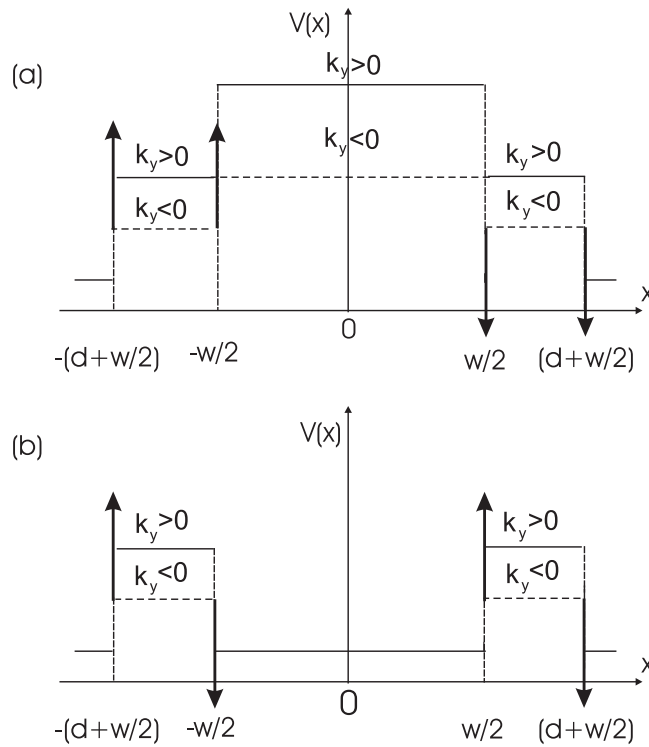 V(x)
(a)
k_y>0
k_y>0
k_y<0
k_y>0
k_y<0
k_y<0
x
0
-(d+w/2)
-w/2
w/2
(d+w/2)
V(x)
(b)
k_y>0
k_y>0
k_y<0
k_y<0
x
0
-(d+w/2)
-w/2
w/2
(d+w/2)